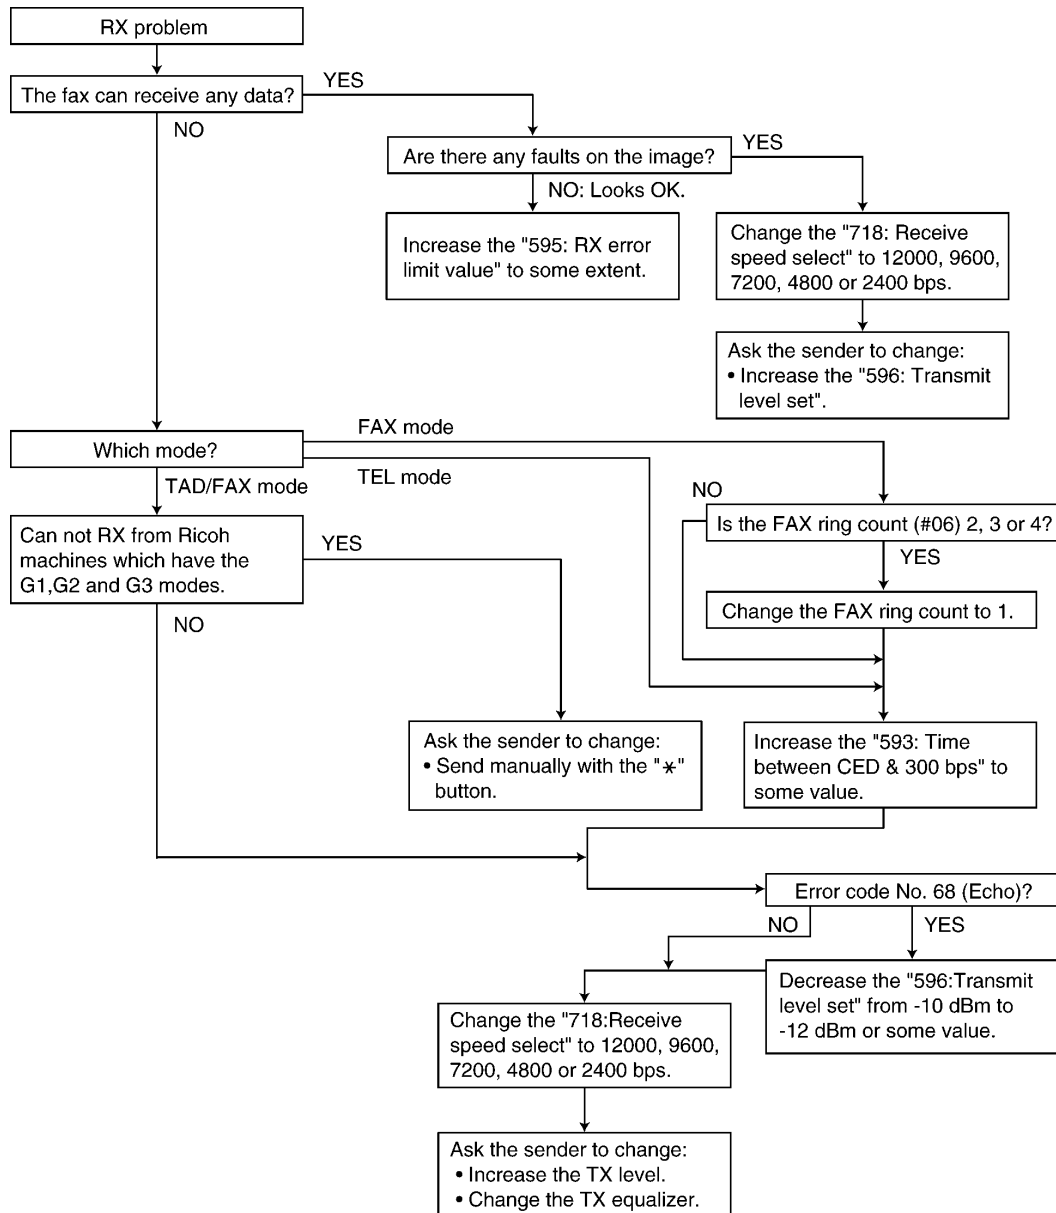 RX problem
The fax can receive any data?
YES
NO
Are there any faults on the image?
YES
NO: Looks OK.
Increase the "595: RX error
limit value" to some extent.
Change the "718: Receive
speed select" to 12000, 9600,
7200, 4800 or 2400 bps.
Ask the sender to change:
• Increase the "596: Transmit
level set".
Which mode?
FAX mode
TEL mode
TAD/FAX mode
NO
Is the FAX ring count (#06) 2, 3 or 4?
YES
Change the FAX ring count to 1.
Can not RX from Ricoh
machines which have the
G1,G2 and G3 modes.
YES
NO
Ask the sender to change:
• Send manually with the "*"
button.
Increase the "593: Time
between CED & 300 bps" to
some value.
Error code No. 68 (Echo)?
NO
YES
Decrease the "596:Transmit
level set" from -10 dBm to
-12 dBm or some value.
Change the "718:Receive
speed select" to 12000, 9600,
7200, 4800 or 2400 bps.
Ask the sender to change:
• Increase the TX level.
• Change the TX equalizer.